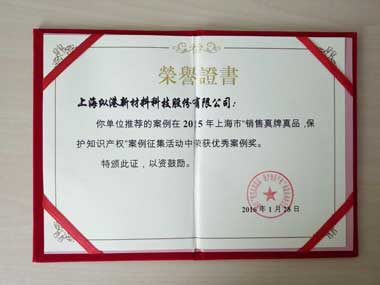 榮譽證書
上海纵港新材料科技股份有限公司：
你单位推荐的案例在2015年上海市“销售真牌真品，保
护知识产权”案例征集活动中荣获优秀案例奖。
特颁此证，以资鼓励。
2016年1月28日